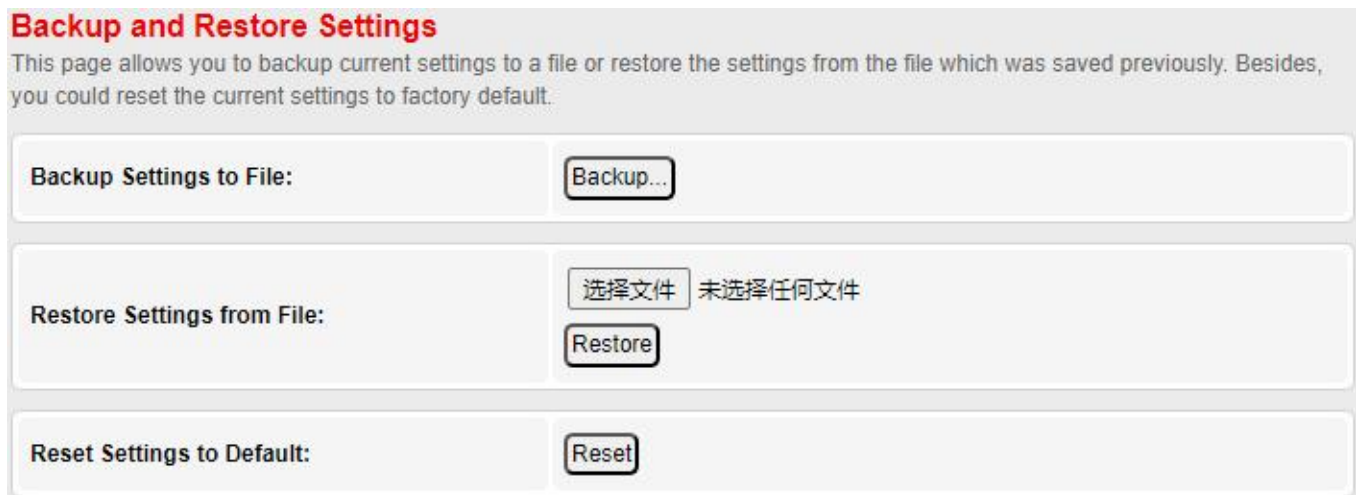 Backup and Restore Settings
This page allows you to backup current settings to a file or restore the settings from the file which was saved previously. Besides,
you could reset the current settings to factory default.
Backup Settings to File:
Backup...
Restore Settings from File:
选择文件 未选择任何文件
Restore
Reset Settings to Default:
Reset